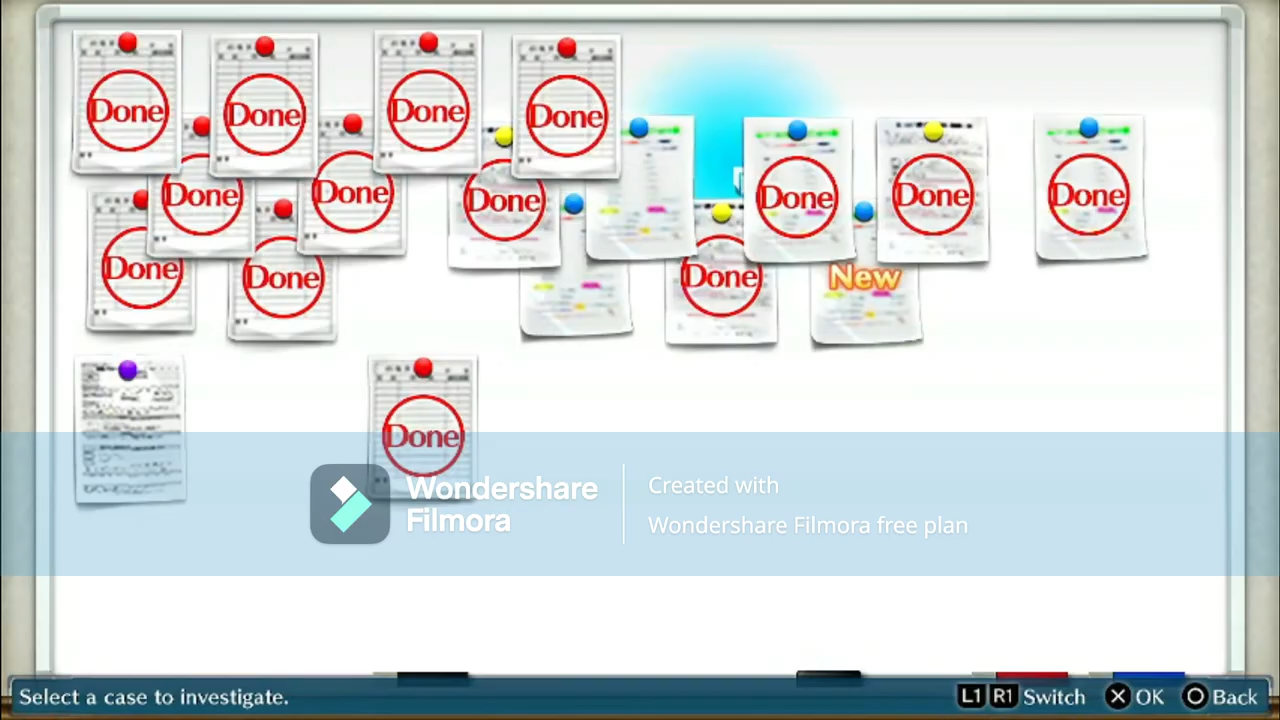 Done
Done
Done
Done
Done
Done
Done
Done
Done
Done
Done
Done
Done
New
Done
Wondershare
Filmora
Created with
Wondershare Filmora free plan
Select a case to investigate.
L1 R1 Switch
OK
Back